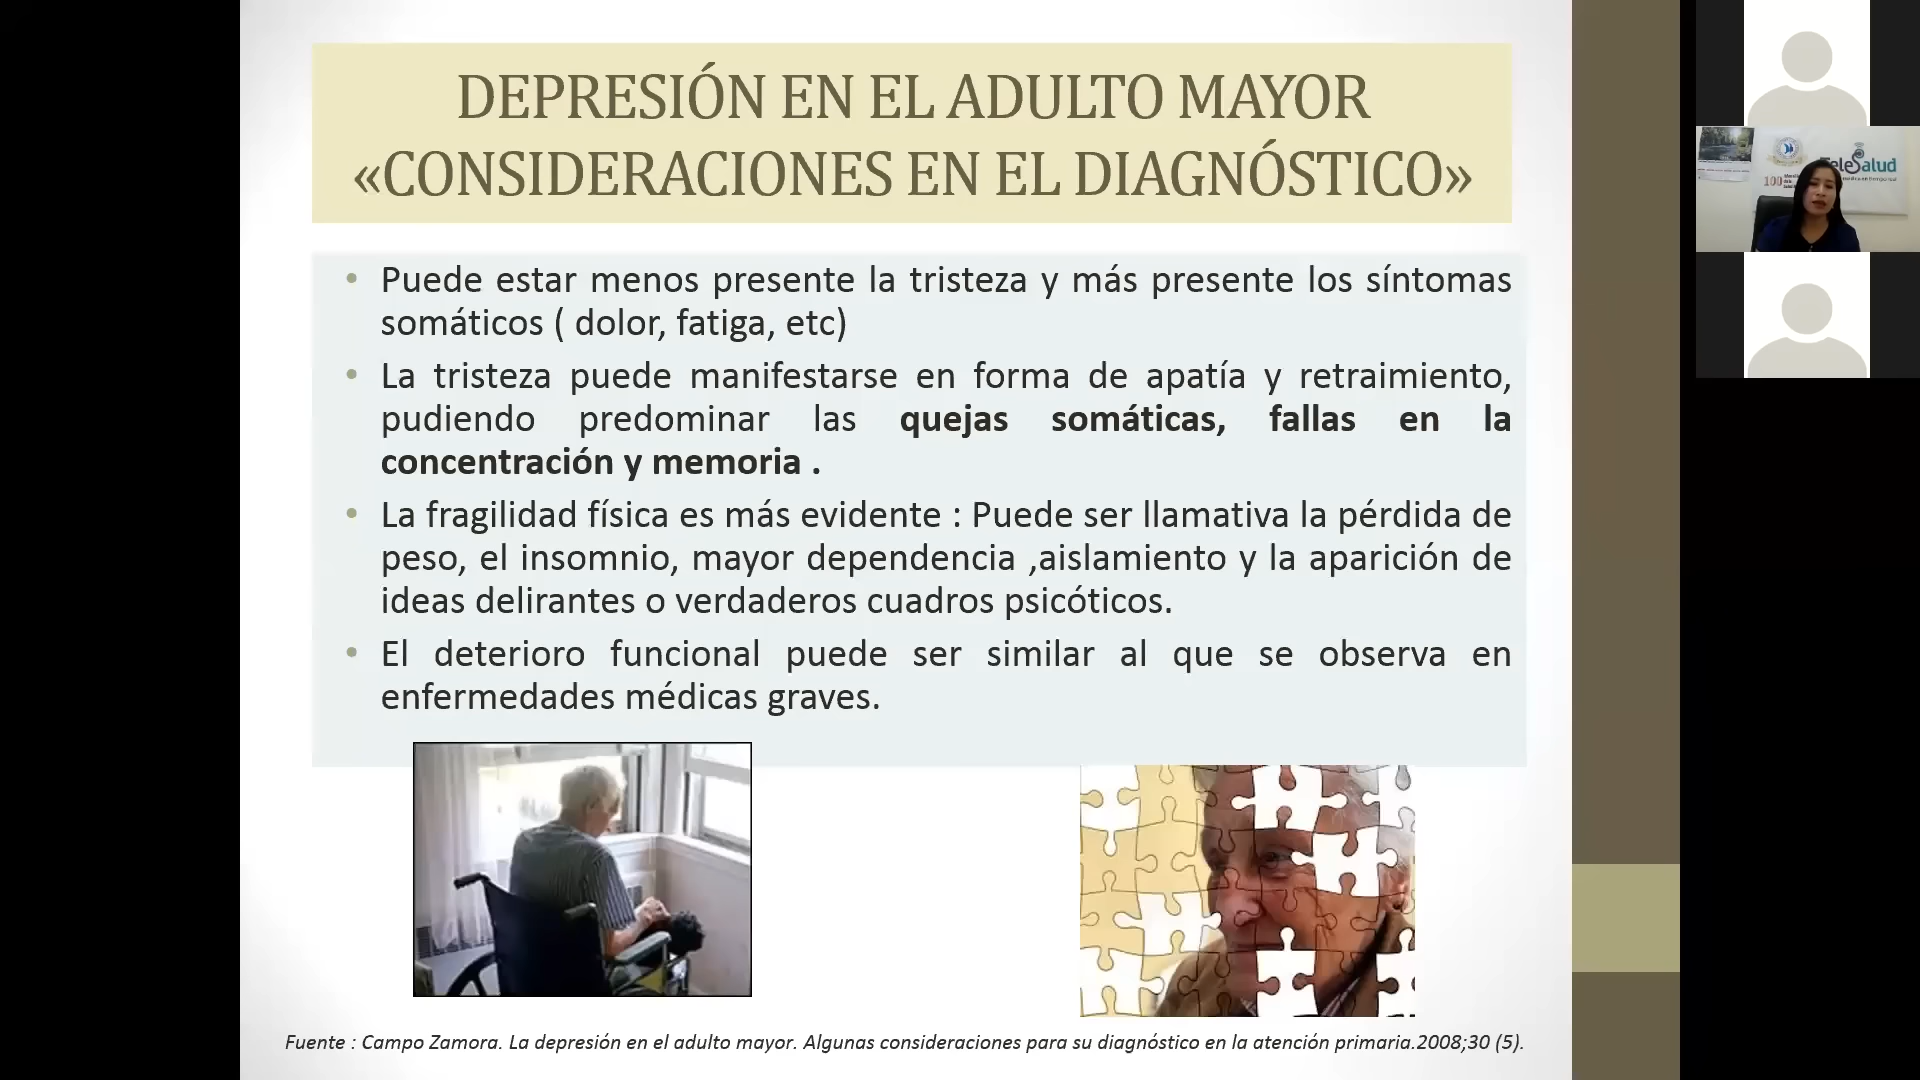 DEPRESIÓN EN EL ADULTO MAYOR
«CONSIDERACIONES EN EL DIAGNÓSTICO»
• Puede estar menos presente la tristeza y más presente los síntomas
somáticos ( dolor, fatiga, etc)
• La tristeza puede manifestarse en forma de apatía y retraimiento,
pudiendo predominar las quejas somáticas, fallas en la
concentración y memoria .
• La fragilidad física es más evidente : Puede ser llamativa la pérdida de
peso, el insomnio, mayor dependencia ,aislamiento y la aparición de
ideas delirantes o verdaderos cuadros psicóticos.
• El deterioro funcional puede ser similar al que se observa en
enfermedades médicas graves.
Fuente : Campo Zamora. La depresión en el adulto mayor. Algunas consideraciones para su diagnóstico en la atención primaria.2008;30 (5).
TeleSalud
100